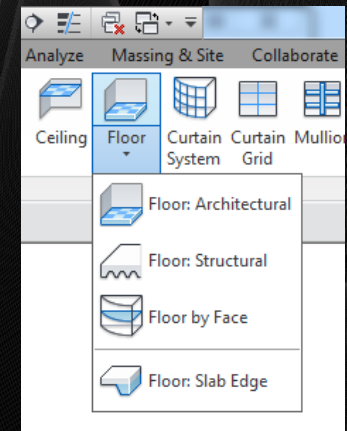 Analyze Massing & Site Collaborate
Ceiling Floor Curtain Curtain
System Grid
Floor: Architectural
Floor: Structural
Floor by Face
Floor: Slab Edge